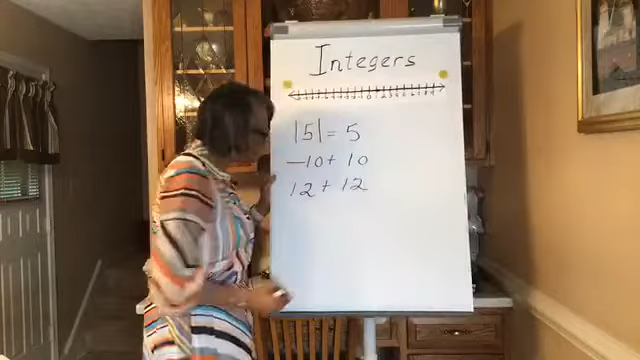 Integers
|5| = 5
-10 + 10
12 + 12